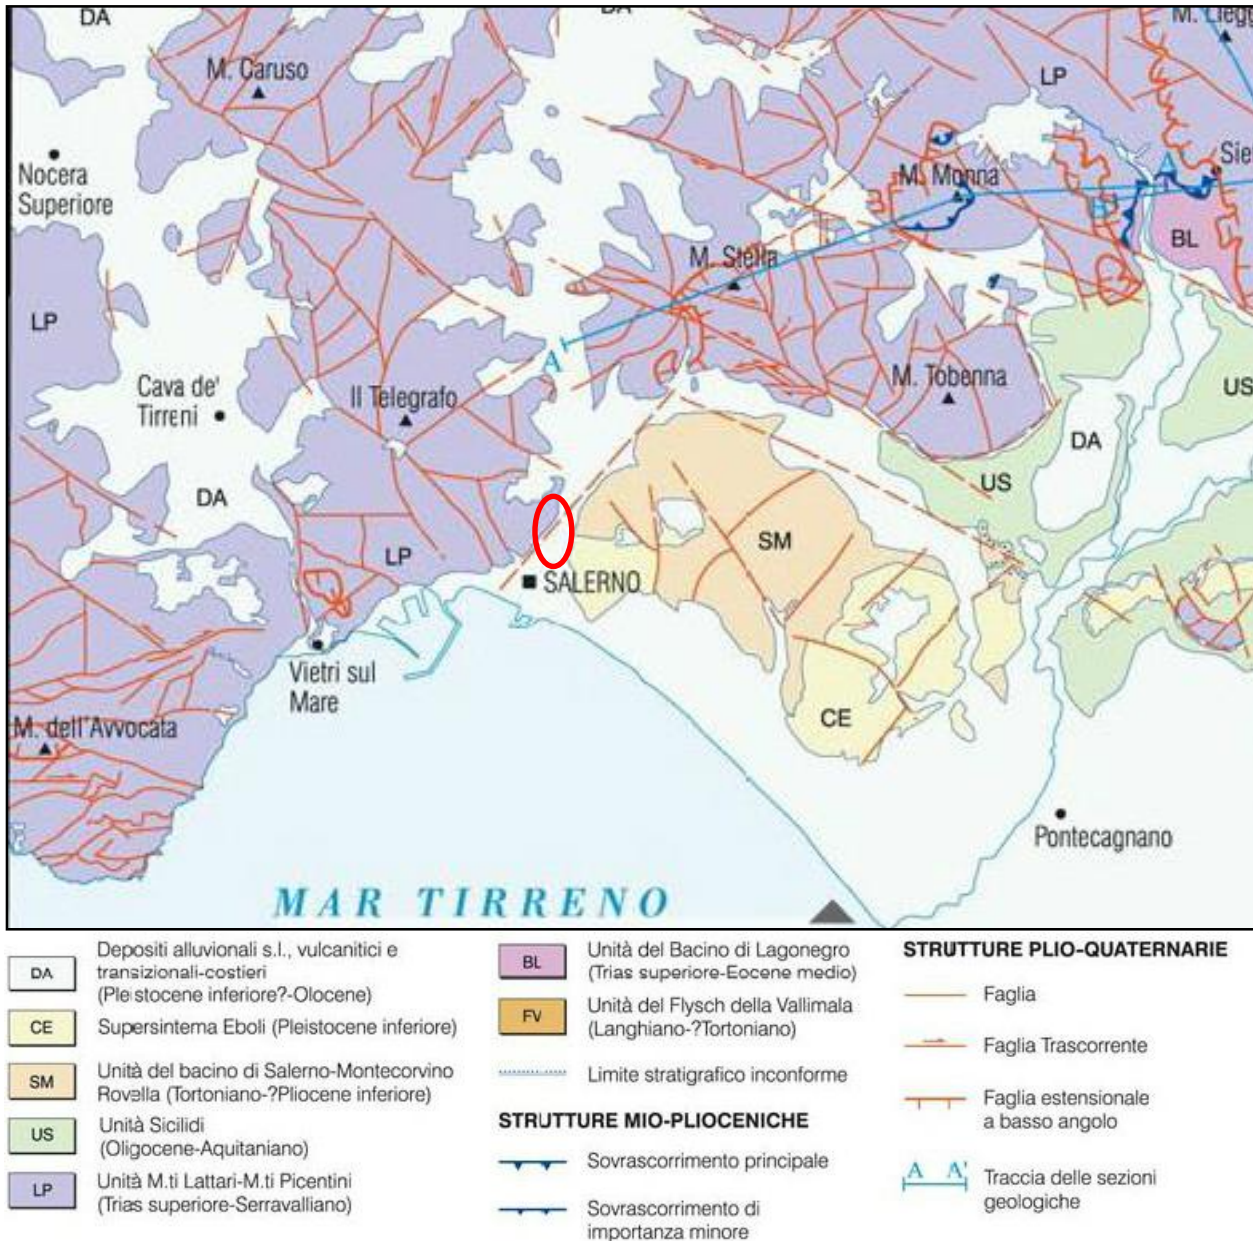 DA
DA
M. Caruso
LP
Nocera
Superiore
M. Monna
A'
BL
M. Stella
LP
A
US
Cava de'
Tirreni
Il Telegrafo
M. Tobenna
DA
US
DA
LP
SM
SALERNO
Vietri sul
Mare
CE
M. dell'Avvocata
Pontecagnano
MAR TIRRENO
DA
Depositi alluvionali s.l., vulcanitici e
transizionali-costieri
(Pleistocene inferiore?-Olocene)
CE
Supersintema Eboli (Pleistocene inferiore)
SM
Unità del bacino di Salerno-Montecorvino
Rovella (Tortoniano-?Pliocene inferiore)
US
Unità Sicilidi
(Oligocene-Aquitaniano)
LP
Unità M.ti Lattari-M.ti Picentini
(Trias superiore-Serravalliano)
BL
Unità del Bacino di Lagonegro
(Trias superiore-Eocene medio)
FV
Unità del Flysch della Vallimala
(Langhiano-?Tortoniano)
Limite stratigrafico inconforme
STRUTTURE MIO-PLIOCENICHE
Sovrascorrimento principale
Sovrascorrimento di
importanza minore
STRUTTURE PLIO-QUATERNARIE
Faglia
Faglia Trascorrente
Faglia estensionale
a basso angolo
A A'
Traccia delle sezioni
geologiche